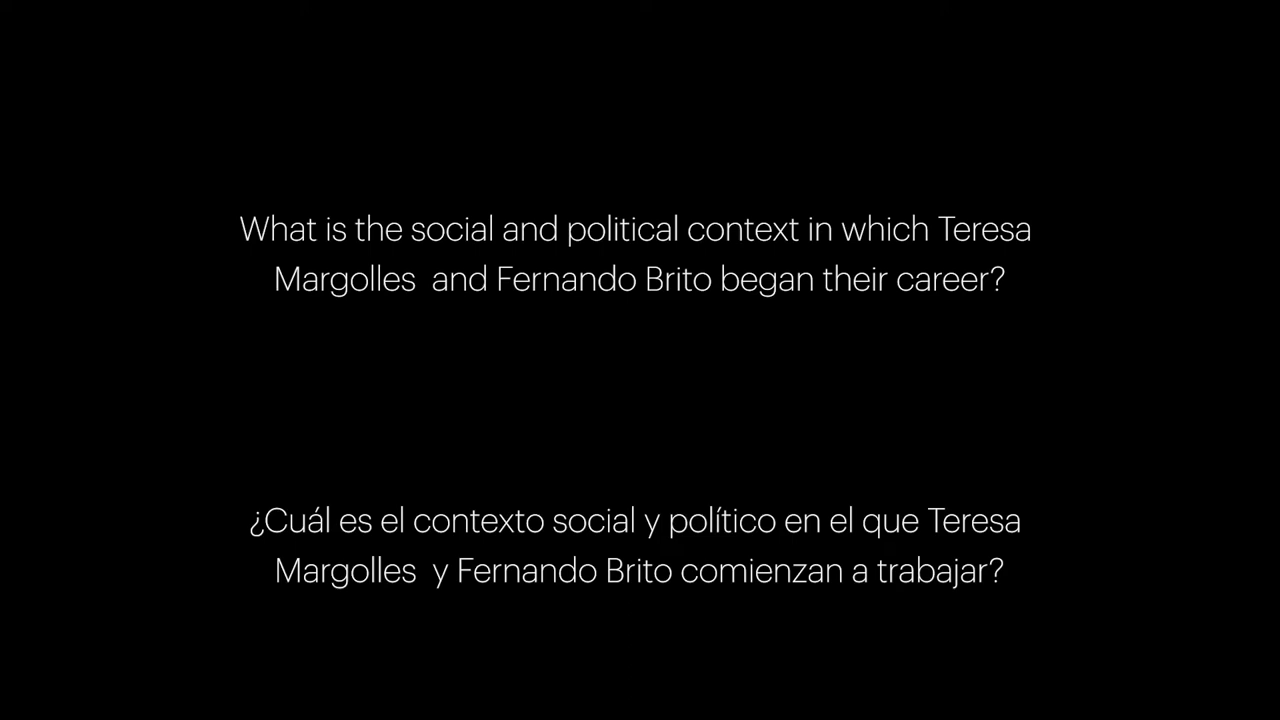 What is the social and political context in which Teresa
Margolles  and Fernando Brito began their career?
¿Cuál es el contexto social y político en el que Teresa
Margolles  y Fernando Brito comienzan a trabajar?